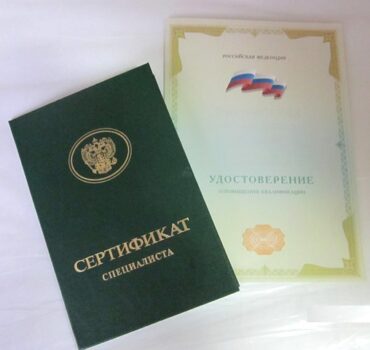 СЕРТИФИКАТ
СПЕЦИАЛИСТА
РОССИЙСКАЯ ФЕДЕРАЦИЯ
УДОСТОВЕРЕНИЕ
О ПОВЫШЕНИИ КВАЛИФИКАЦИИ